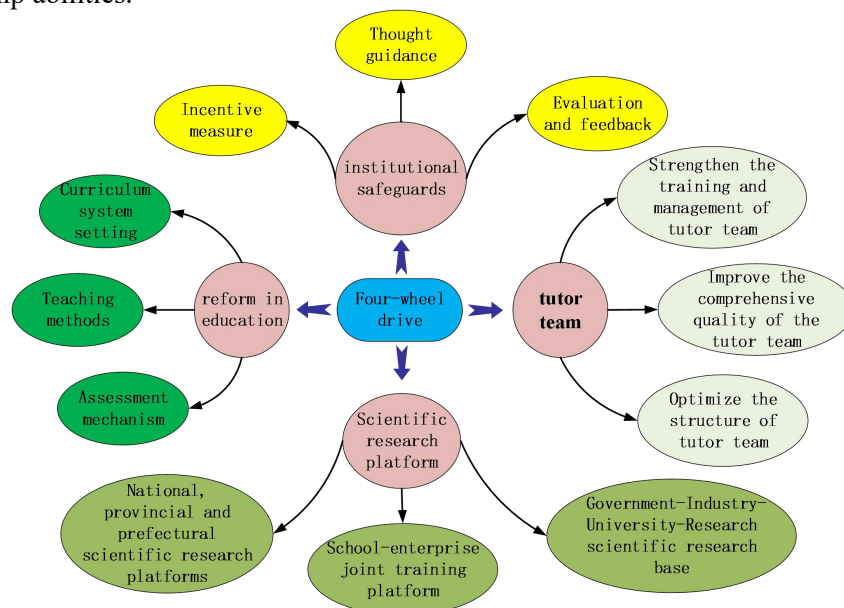 Thought
guidance
Incentive
measure
Evaluation
and feedback
institutional
safeguards
Strengthen the
training and
management of
tutor team
Curriculum
system
setting
reform in
education
Four-wheel
drive
tutor
team
Teaching
methods
Improve the
comprehensive
quality of the
tutor team
Assessment
mechanism
Optimize the
structure of
tutor team
Scientific
research
platform
National,
provincial and
prefectural
scientific research
platforms
School-enterprise
joint training
platform
Government-Industry-
University-Research
scientific research
base